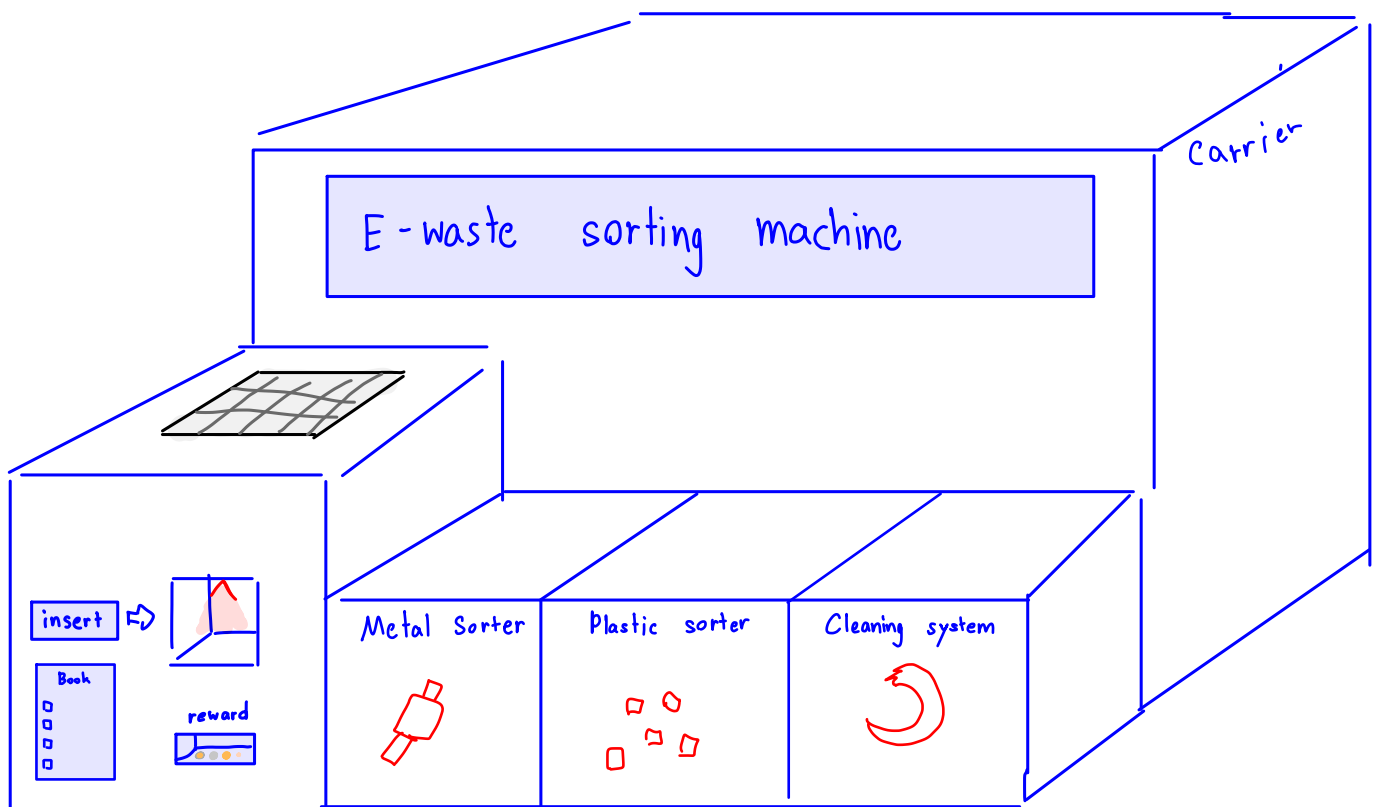 Carrier
E-waste sorting machine
insert
Book
reward
Metal Sorter
Plastic sorter
Cleaning system